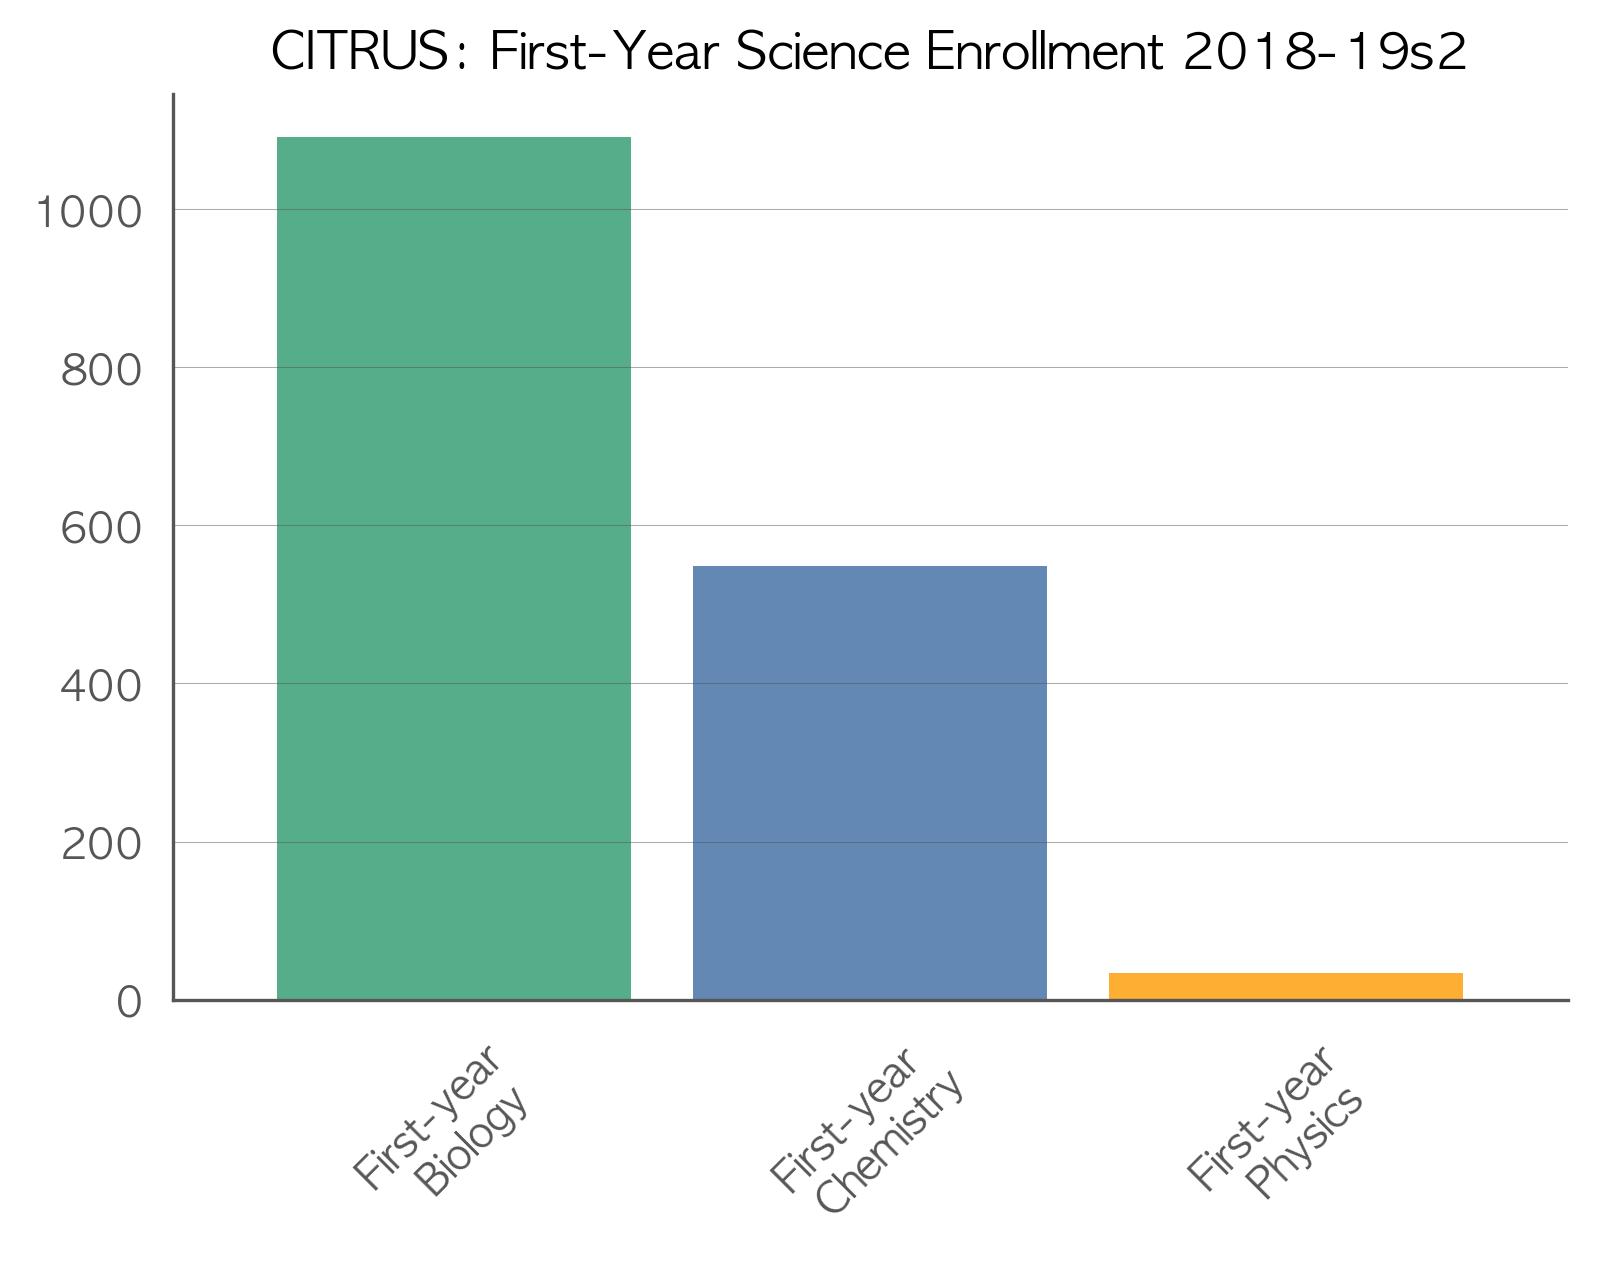 CITRUS: First-Year Science Enrollment 2018-19s2
1000
800
600
400
200
0
First-year
Biology
First-year
Chemistry
First-year
Physics